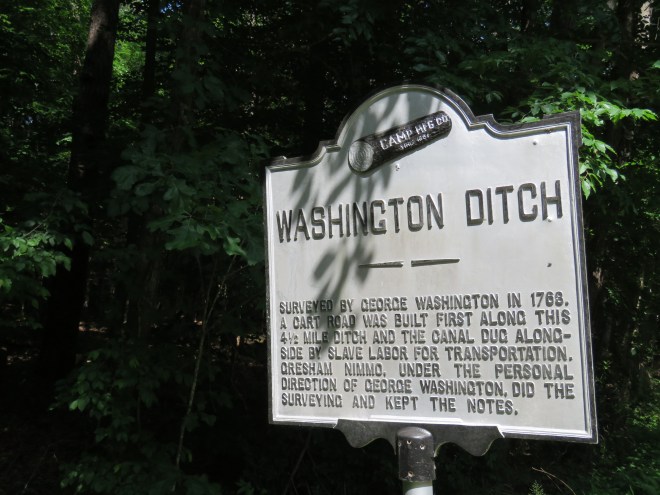 CAMP MFG CO.
WASHINGTON DITCH
SURVEYED BY GEORGE WASHINGTON IN 1763.
A CART ROAD WAS BUILT FIRST ALONG THIS
4½ MILE DITCH AND THE CANAL DUG ALONG-
SIDE BY SLAVE LABOR FOR TRANSPORTATION.
GRESHAM NIMMO, UNDER THE PERSONAL
DIRECTION OF GEORGE WASHINGTON, DID THE
SURVEYING AND KEPT THE NOTES.